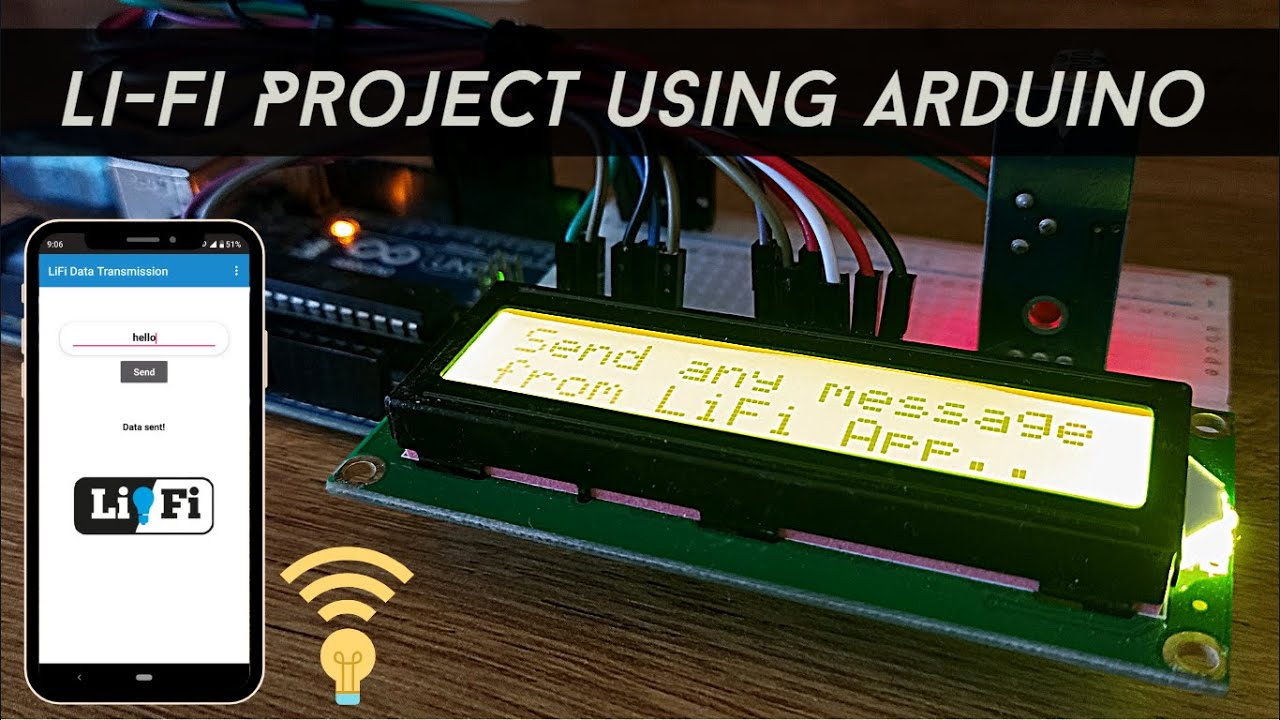 LI-FI PROJECT USING ARDUINO
9:06
51%
LiFi Data Transmission
hello
Send
Data sent!
LiFi
UNO
Send any message
from LiFi App..